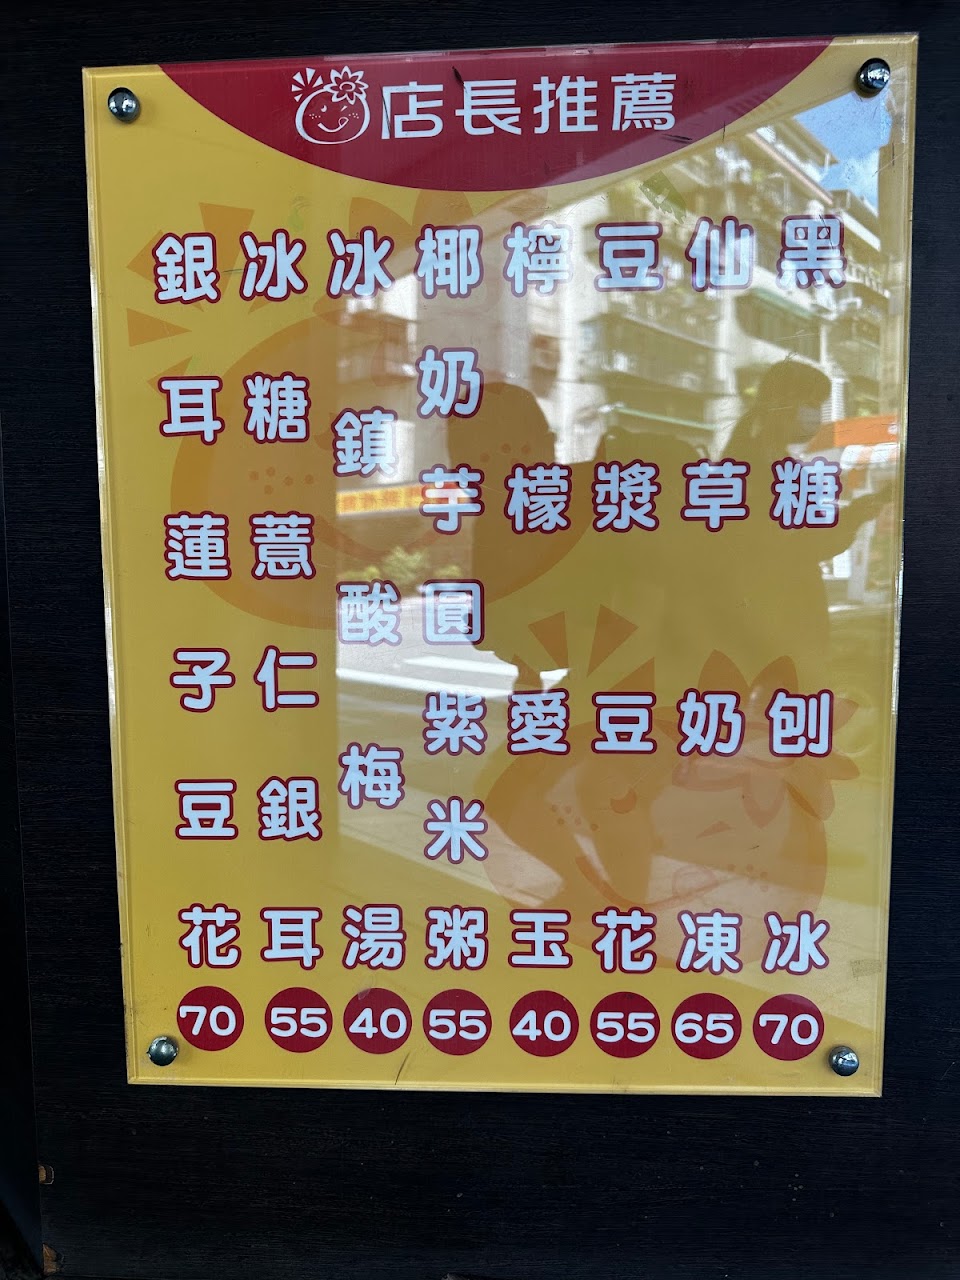 店長推薦
黑糖刨冰
70
仙草奶凍
65
豆漿豆花
55
檸檬愛玉
40
椰奶芋圓紫米粥
55
冰鎮酸梅湯
40
冰糖薏仁銀耳
55
銀耳蓮子豆花
70